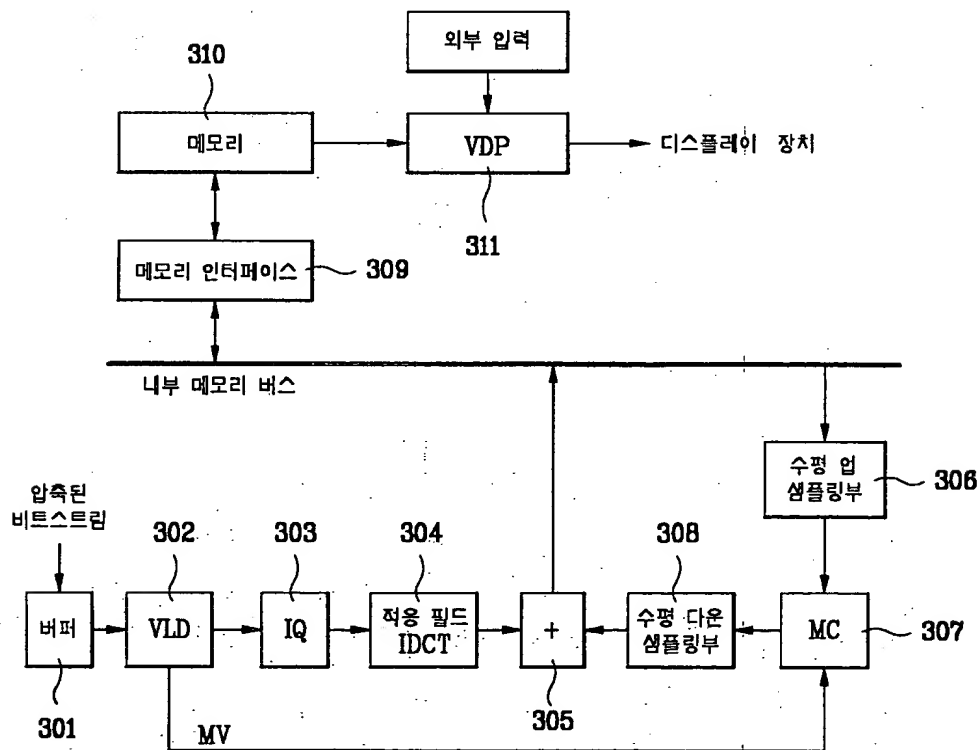 외부 입력
310
메모리
VDP
디스플레이 장치
311
메모리 인터페이스
309
내부 메모리 버스
수평 업
샘플링부
306
압축된
비트스트림
302
303
304
308
버퍼
VLD
IQ
적응 필드
IDCT
+
수평 다운
샘플링부
MC
307
301
305
MV